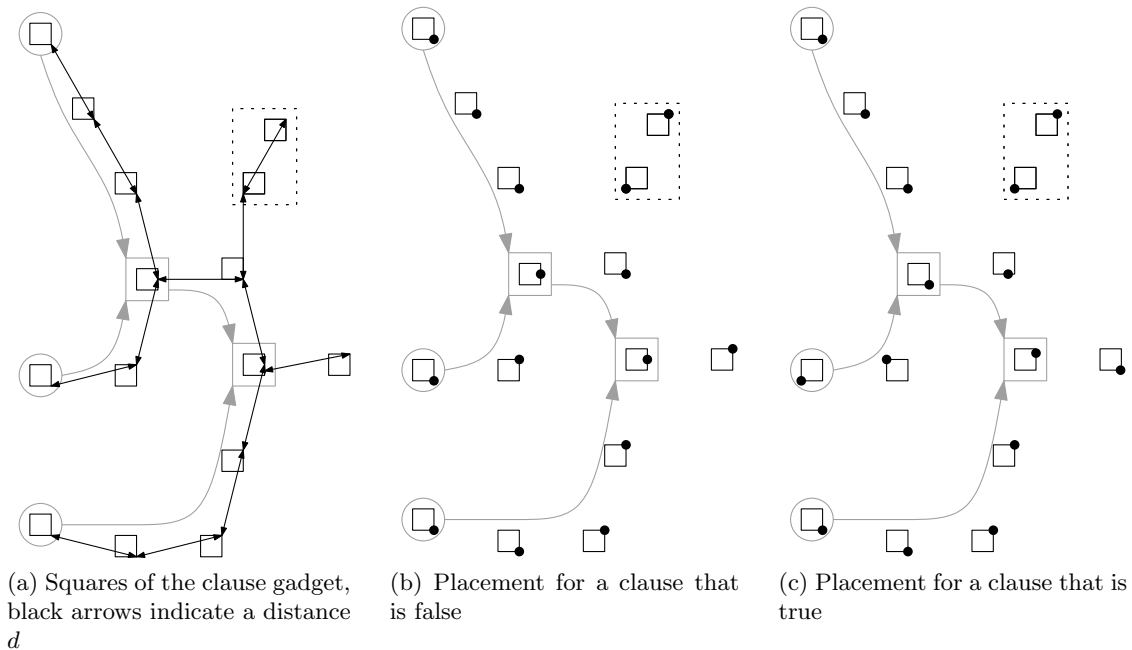 (a) Squares of the clause gadget,
black arrows indicate a distance
d
(b) Placement for a clause that
is false
(c) Placement for a clause that is
true